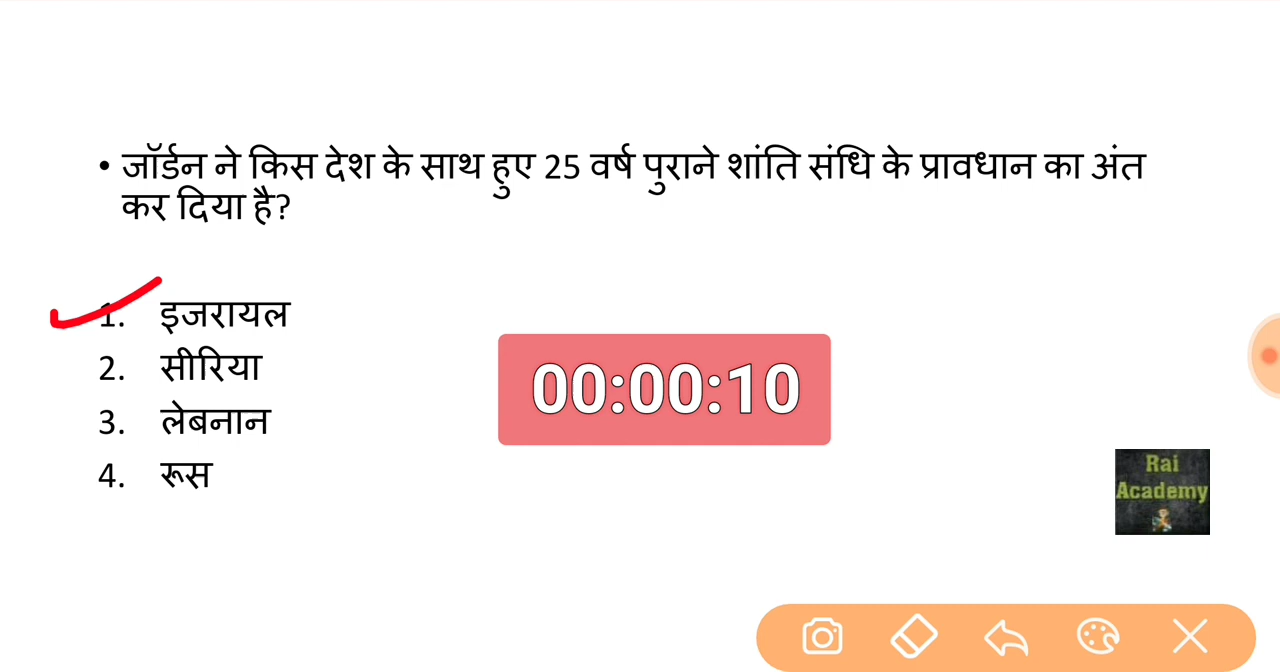 • जॉर्डन ने किस देश के साथ हुए 25 वर्ष पुराने शांति संधि के प्रावधान का अंत
कर दिया है?
1. इजरायल
2. सीरिया
3. लेबनान
4. रूस
00:00:10
Rai
Academy